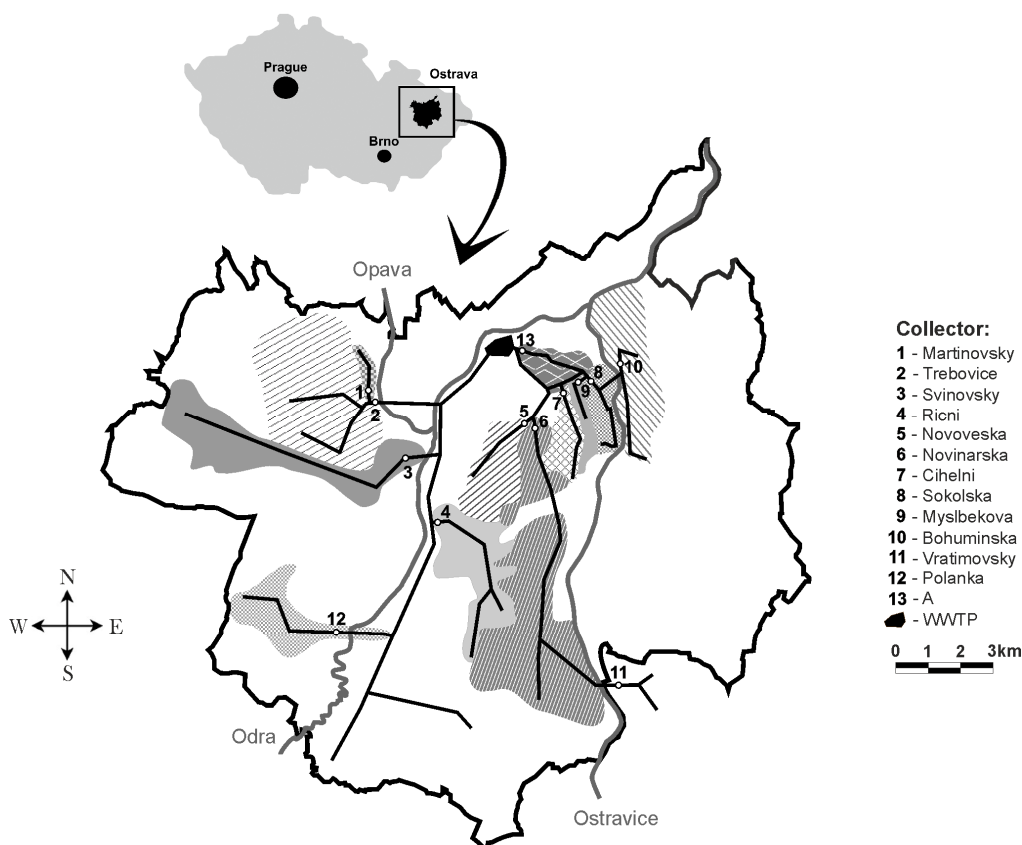 Prague
Ostrava
Brno
Opava
13
10
8
9
1
2
7
5
6
3
4
12
11
Odra
Ostravice
N
W E
S
Collector:
1 - Martinovsky
2 - Trebovice
3 - Svinovsky
4 - Ricni
5 - Novoveska
6 - Novinarska
7 - Cihelni
8 - Sokolska
9 - Myslbekova
10 - Bohuminska
11 - Vratimovsky
12 - Polanka
13 - A
- WWTP
0 1 2 3km